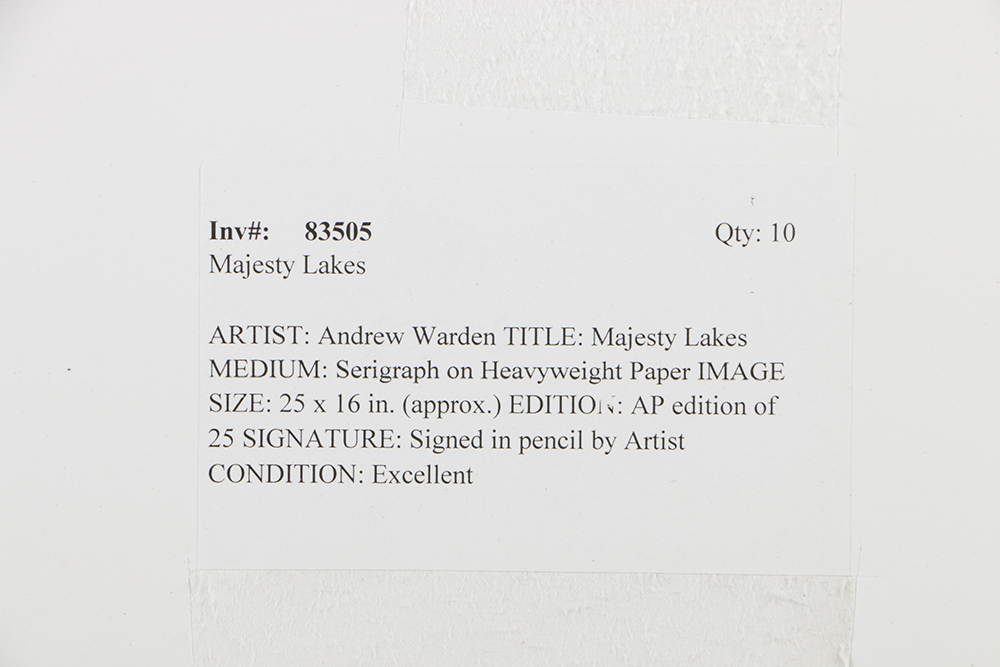 Inv#: 83505 Qty: 10
Majesty Lakes
ARTIST: Andrew Warden TITLE: Majesty Lakes
MEDIUM: Serigraph on Heavyweight Paper IMAGE
SIZE: 25 x 16 in. (approx.) EDITION: AP edition of
25 SIGNATURE: Signed in pencil by Artist
CONDITION: Excellent